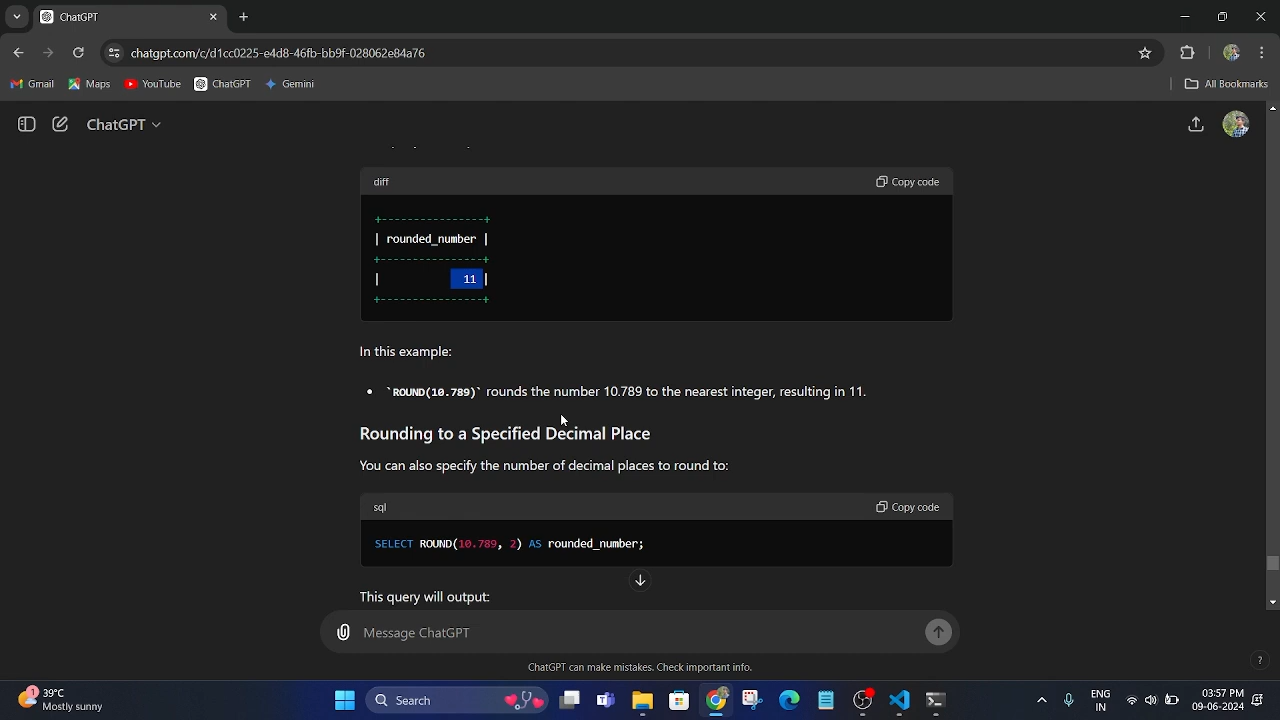 ChatGPT
chatgpt.com/c/d1cc0225-e4d8-46fb-bb9f-028062e84a76
Gmail Maps YouTube ChatGPT Gemini All Bookmarks
ChatGPT
diff Copy code
+----------------+
| rounded_number |
+----------------+
| 11 |
+----------------+
In this example:
• `ROUND(10.789)` rounds the number 10.789 to the nearest integer, resulting in 11.
Rounding to a Specified Decimal Place
You can also specify the number of decimal places to round to:
sql Copy code
SELECT ROUND(10.789, 2) AS rounded_number;
This query will output:
Message ChatGPT
ChatGPT can make mistakes. Check important info.
?
1 39°C
Mostly sunny
Search
ENG
IN
03:57 PM
09-06-2024